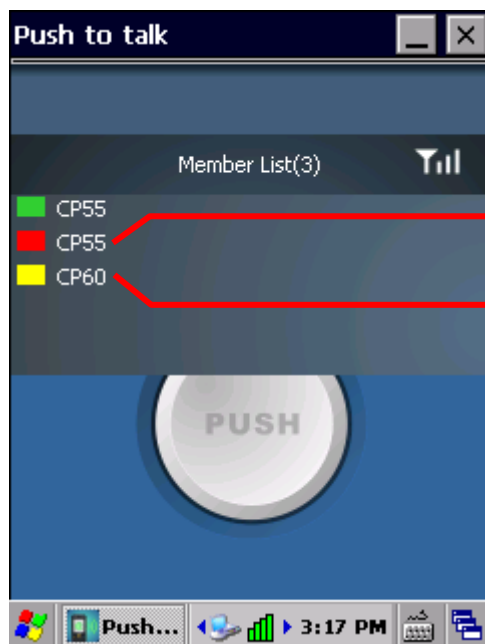 Push to talk
Member List(3)
CP55
CP55
CP60
PUSH
Push... 3:17 PM